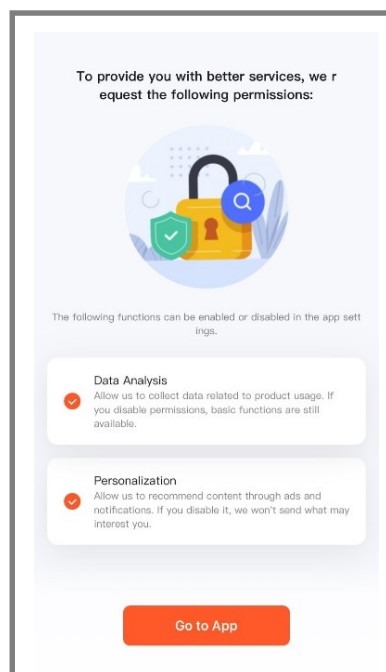 To provide you with better services, we r
equest the following permissions:
The following functions can be enabled or disabled in the app sett
ings.
Data Analysis
Allow us to collect data related to product usage. If
you disable permissions, basic functions are still
available.
Personalization
Allow us to recommend content through ads and
notifications. If you disable it, we won't send what may
interest you.
Go to App